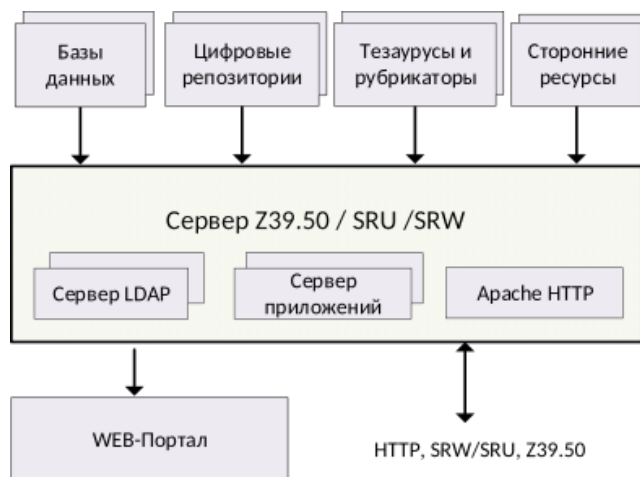 Базы
данных
Цифровые
репозитории
Тезаурусы и
рубрикаторы
Сторонние
ресурсы
Сервер Z39.50 / SRU /SRW
Сервер LDAP
Сервер
приложений
Apache HTTP
WEB-Портал
HTTP, SRW/SRU, Z39.50